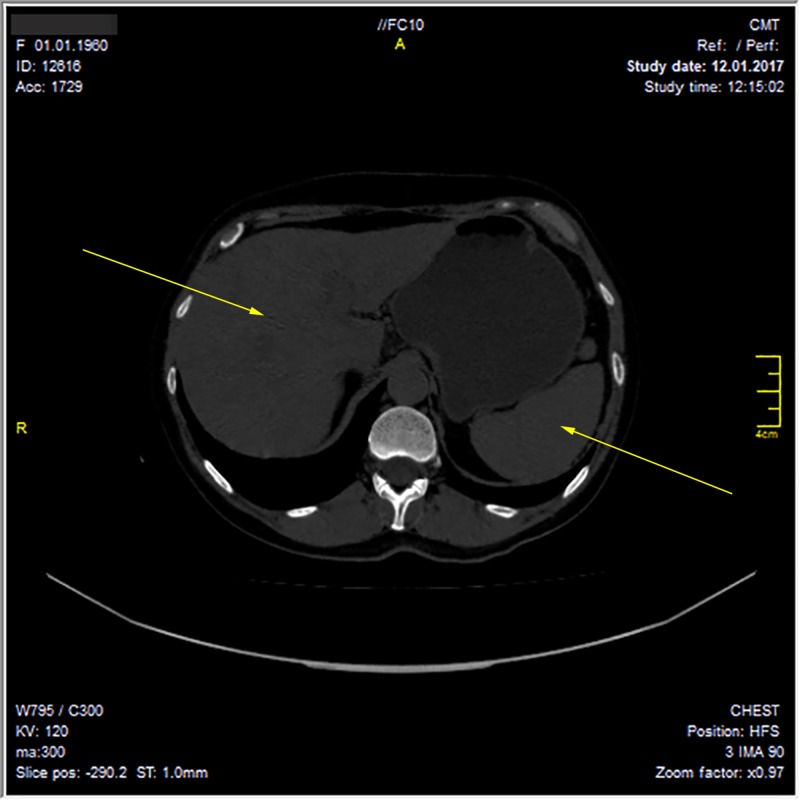 //FC10
A
CMT
F 01.01.1960
ID: 12616
Acc: 1729
Ref: / Perf:
Study date: 12.01.2017
Study time: 12:15:02
R
4cm
W795 / C300
KV: 120
ma:300
Slice pos: -290.2 ST: 1.0mm
CHEST
Position: HFS
3 IMA 90
Zoom factor: x0.97